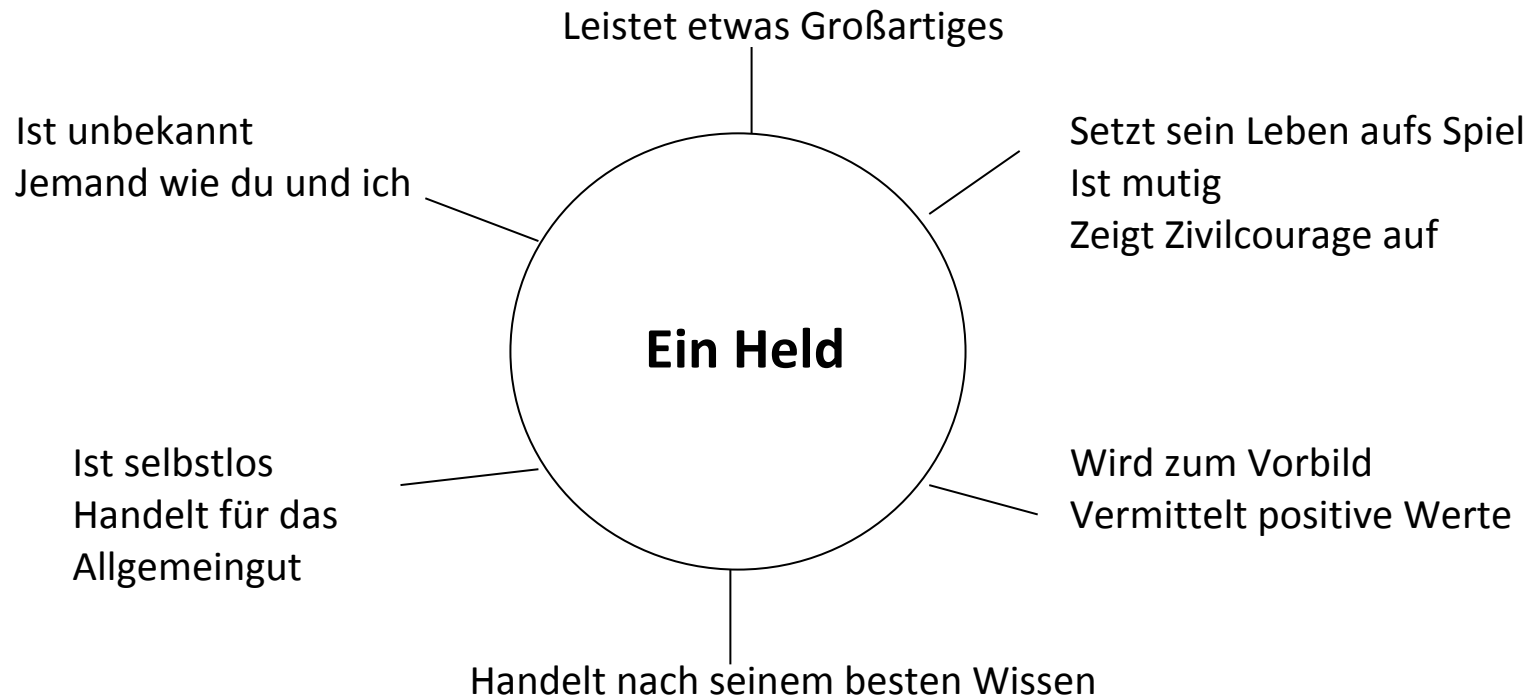 Leistet etwas Großartiges
Ist unbekannt
Jemand wie du und ich
Setzt sein Leben aufs Spiel
Ist mutig
Zeigt Zivilcourage auf
Ein Held
Ist selbstlos
Handelt für das
Allgemeingut
Wird zum Vorbild
Vermittelt positive Werte
Handelt nach seinem besten Wissen